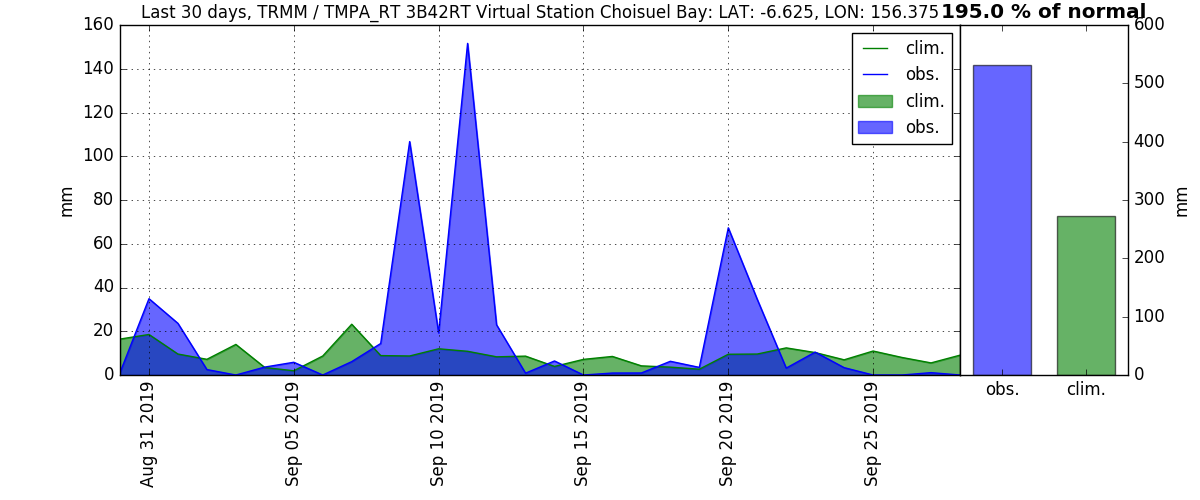 Last 30 days, TRMM / TMPA_RT 3B42RT Virtual Station Choisuel Bay: LAT: -6.625, LON: 156.375 195.0 % of normal
160
140
120
100
80
60
40
20
0
mm
clim.
obs.
clim.
obs.
Aug 31 2019
Sep 05 2019
Sep 10 2019
Sep 15 2019
Sep 20 2019
Sep 25 2019
600
500
400
300
200
100
0
mm
obs. clim.